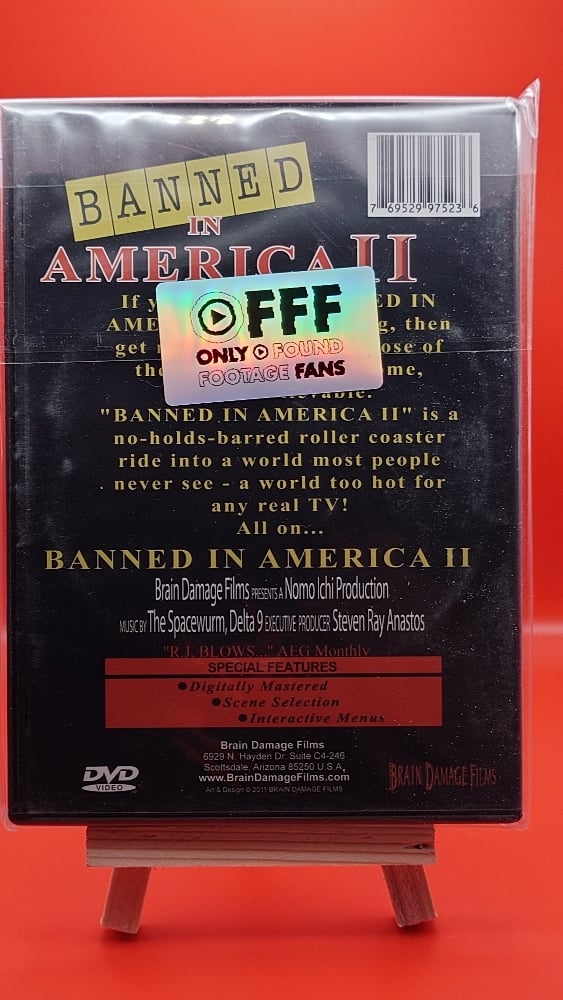 BANNED
IN
AMERICA II
7 69529 97523 6
If ED IN
AME g, then
get ose of
the me,
OFFF
ONLY FOUND
FOOTAGE FANS
"BANNED IN AMERICA II" is a
no-holds-barred roller coaster
ride into a world most people
never see - a world too hot for
any real TV!
All on...
BANNED IN AMERICA II
Brain Damage Films PRESENTS A Nomo Ichi Production
MUSIC BY The Spacewurm, Delta 9 EXECUTIVE PRODUCER Steven Ray Anastos
"R.J. BLOWS..." AEG Monthly
SPECIAL FEATURES
●Digitally Mastered
●Scene Selection
●Interactive Menus
Brain Damage Films
6929 N. Hayden Dr. Suite C4-246
Scottsdale, Arizona 85250 U.S.A.
www.BrainDamageFilms.com
Art & Design © 2011 BRAIN DAMAGE FILMS
DVD
VIDEO
BRAIN DAMAGE FILMS